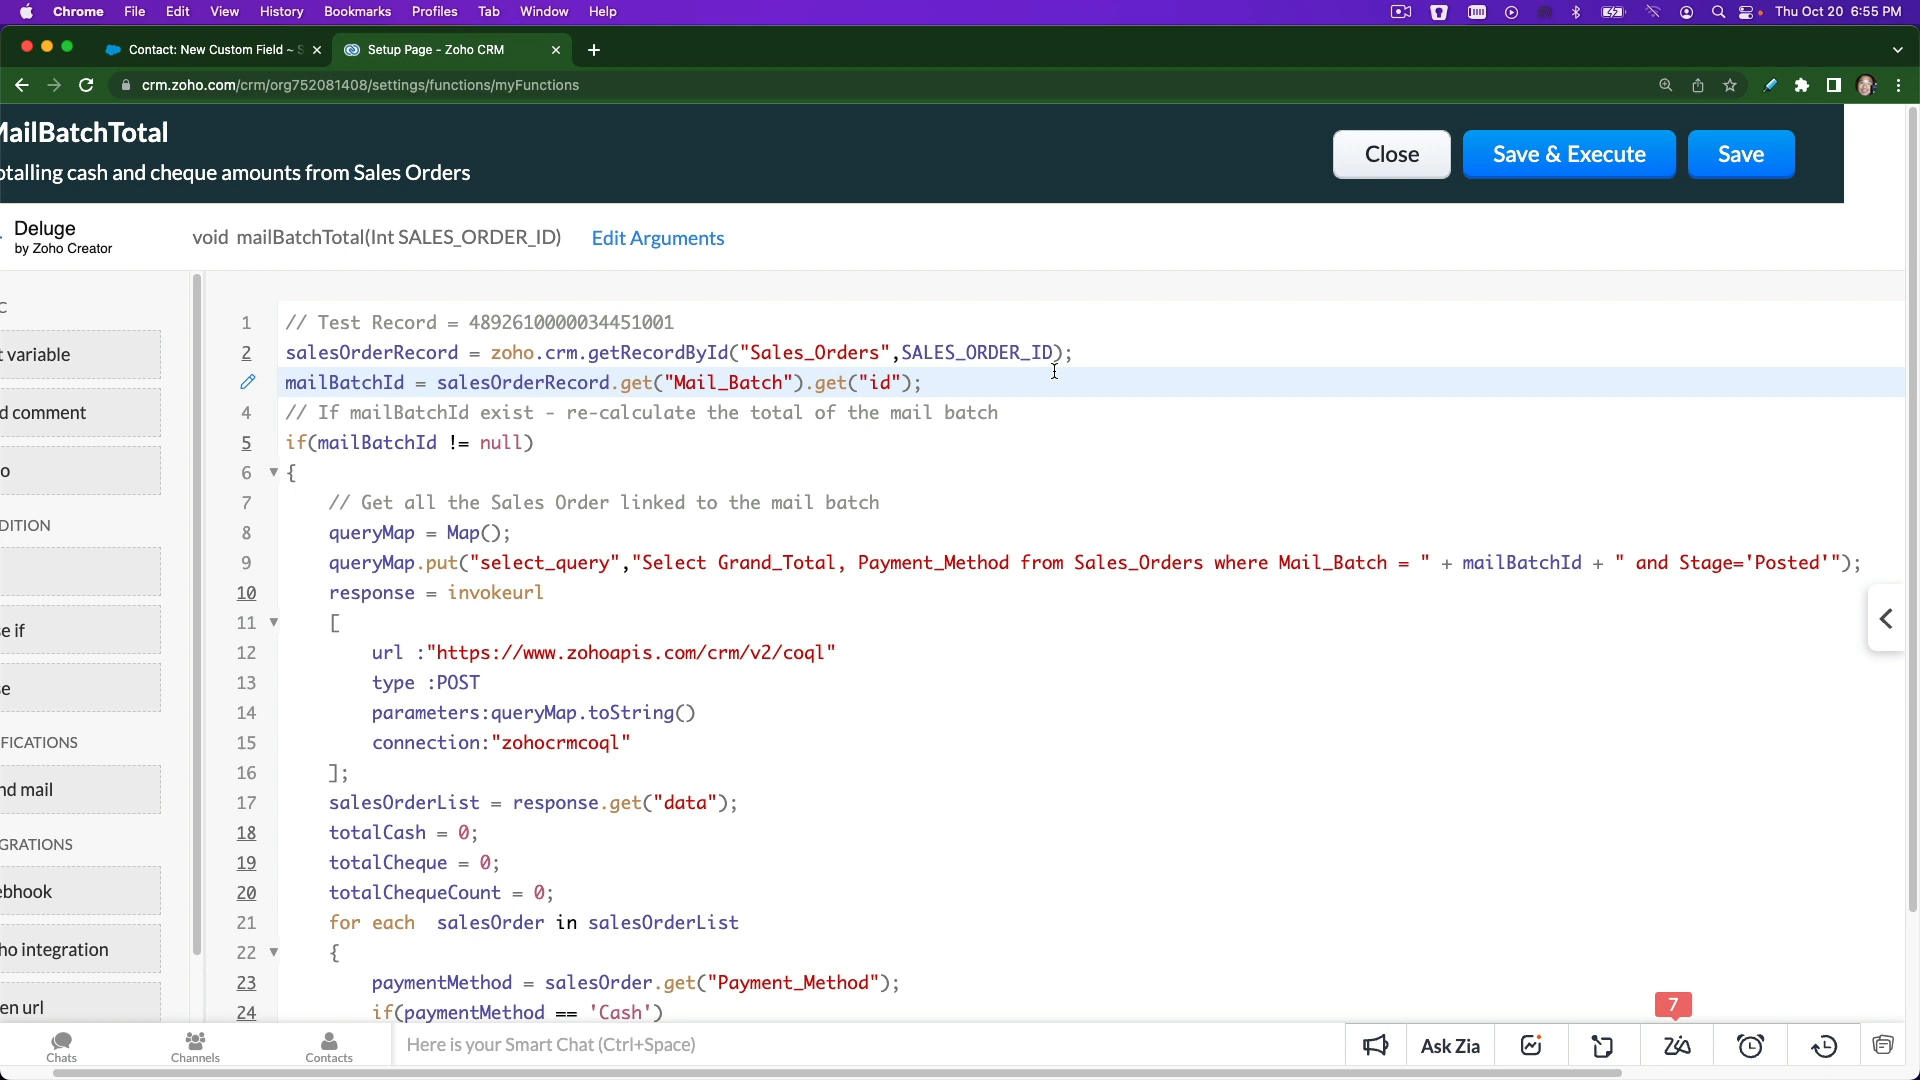 Chrome File Edit View History Bookmarks Profiles Tab Window Help Thu Oct 20 6:55 PM
Contact: New Custom Field ~ S Setup Page - Zoho CRM
crm.zoho.com/crm/org752081408/settings/functions/myFunctions
MailBatchTotal
otalling cash and cheque amounts from Sales Orders
Close Save & Execute Save
Deluge
by Zoho Creator
void mailBatchTotal(Int SALES_ORDER_ID) Edit Arguments
C
t variable
d comment
o
DITION
e if
se
FICATIONS
nd mail
GRATIONS
ebhook
ho integration
en url
1 // Test Record = 4892610000034451001
2 salesOrderRecord = zoho.crm.getRecordById("Sales_Orders",SALES_ORDER_ID);
mailBatchId = salesOrderRecord.get("Mail_Batch").get("id");
4 // If mailBatchId exist - re-calculate the total of the mail batch
5 if(mailBatchId != null)
6 {
7 // Get all the Sales Order linked to the mail batch
8 queryMap = Map();
9 queryMap.put("select_query","Select Grand_Total, Payment_Method from Sales_Orders where Mail_Batch = " + mailBatchId + " and Stage='Posted'");
10 response = invokeurl
11 [
12 url :"https://www.zohoapis.com/crm/v2/coql"
13 type :POST
14 parameters:queryMap.toString()
15 connection:"zohocrmcoql"
16 ];
17 salesOrderList = response.get("data");
18 totalCash = 0;
19 totalCheque = 0;
20 totalChequeCount = 0;
21 for each salesOrder in salesOrderList
22 {
23 paymentMethod = salesOrder.get("Payment_Method");
24 if(paymentMethod == 'Cash')
7
Chats Channels Contacts Here is your Smart Chat (Ctrl+Space) Ask Zia